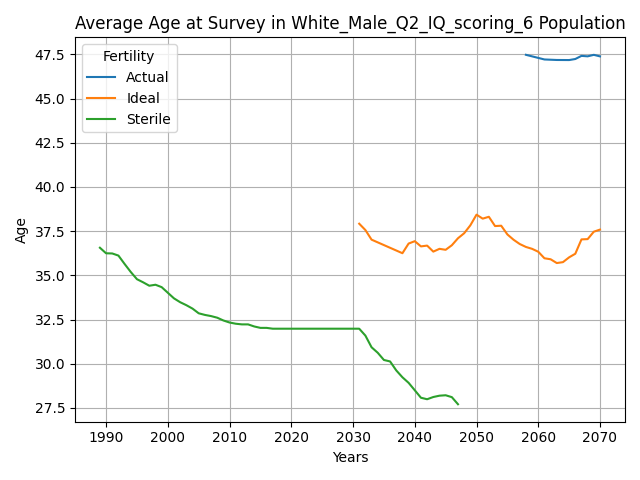 Average Age at Survey in White_Male_Q2_IQ_scoring_6 Population
47.5
45.0
42.5
40.0
37.5
35.0
32.5
30.0
27.5
Age
Fertility
Actual
Ideal
Sterile
1990 2000 2010 2020 2030 2040 2050 2060 2070
Years